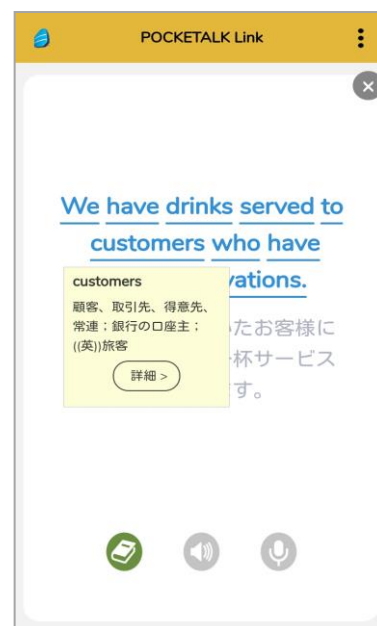 POCKETALK Link
We have drinks served to
customers who have
vations.
customers
顧客、取引先、得意先、
常連；銀行の口座主；
((英))旅客
詳細 >
たお客様に
杯サービス
す。